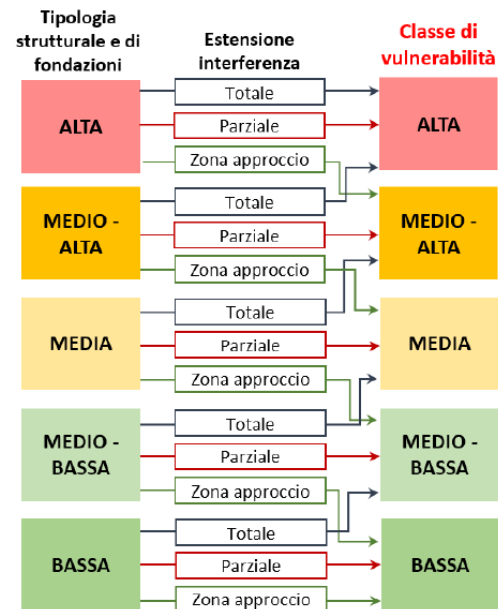 Tipologia
strutturale e di
fondazioni
Estensione
interferenza
Classe di
vulnerabilità
ALTA
Totale
Parziale
Zona approccio
ALTA
MEDIO -
ALTA
Totale
Parziale
Zona approccio
MEDIO -
ALTA
MEDIA
Totale
Parziale
Zona approccio
MEDIA
MEDIO -
BASSA
Totale
Parziale
Zona approccio
MEDIO -
BASSA
BASSA
Totale
Parziale
Zona approccio
BASSA